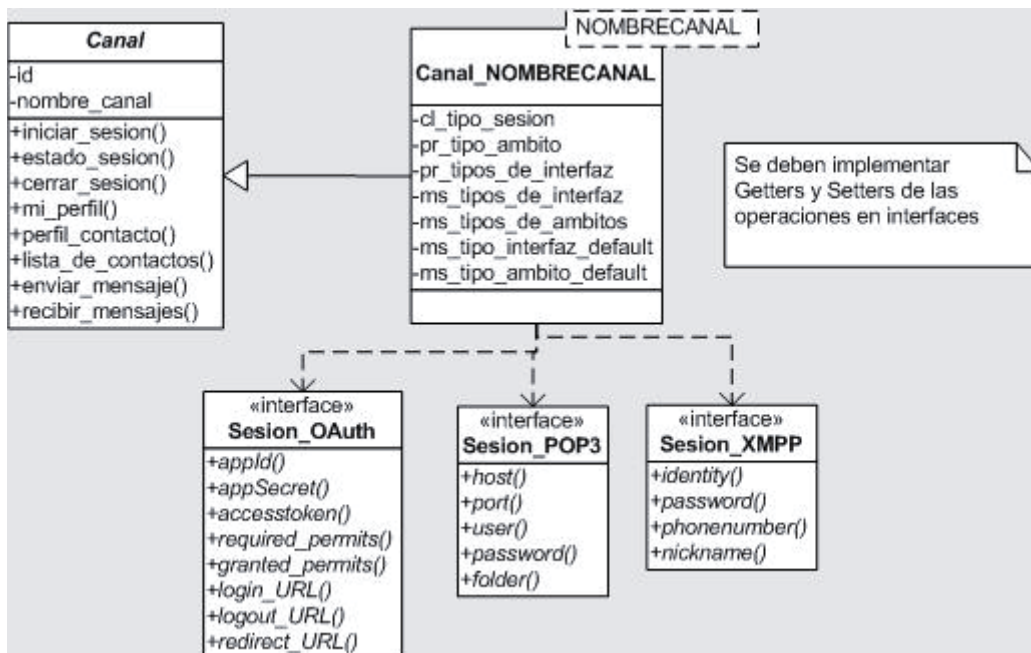 Canal
-id
-nombre_canal
+iniciar_sesion()
+estado_sesion()
+cerrar_sesion()
+mi_perfil()
+perfil_contacto()
+lista_de_contactos()
+enviar_mensaje()
+recibir_mensajes()
NOMBRECANAL
Canal_NOMBRECANAL
-cl_tipo_sesion
-pr_tipo_ambito
-pr_tipos_de_interfaz
-ms_tipos_de_interfaz
-ms_tipos_de_ambitos
-ms_tipo_interfaz_default
-ms_tipo_ambito_default
Se deben implementar
Getters y Setters de las
operaciones en interfaces
«interface»
Sesion_OAuth
+appId()
+appSecret()
+accesstoken()
+required_permits()
+granted_permits()
+login_URL()
+logout_URL()
+redirect_URL()
«interface»
Sesion_POP3
+host()
+port()
+user()
+password()
+folder()
«interface»
Sesion_XMPP
+identity()
+password()
+phonenumber()
+nickname()